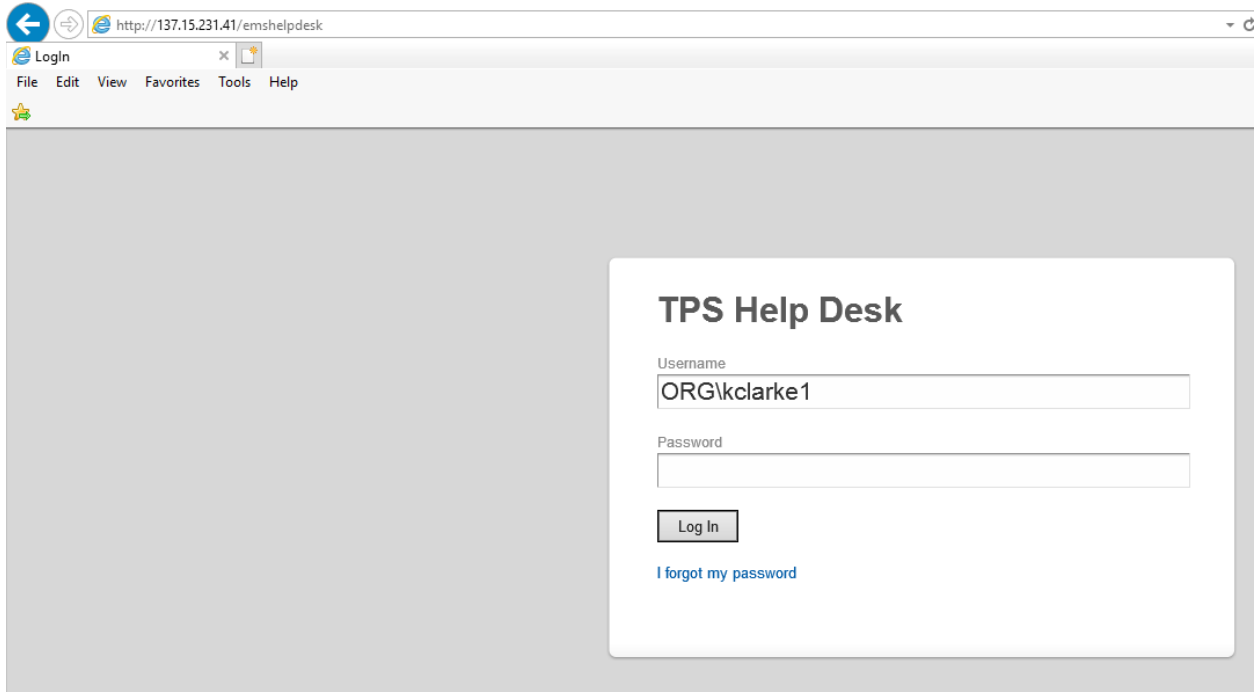 http://137.15.231.41/emshelpdesk
LogIn
File Edit View Favorites Tools Help
TPS Help Desk
Username
ORG\kclarke1
Password
Log In
I forgot my password